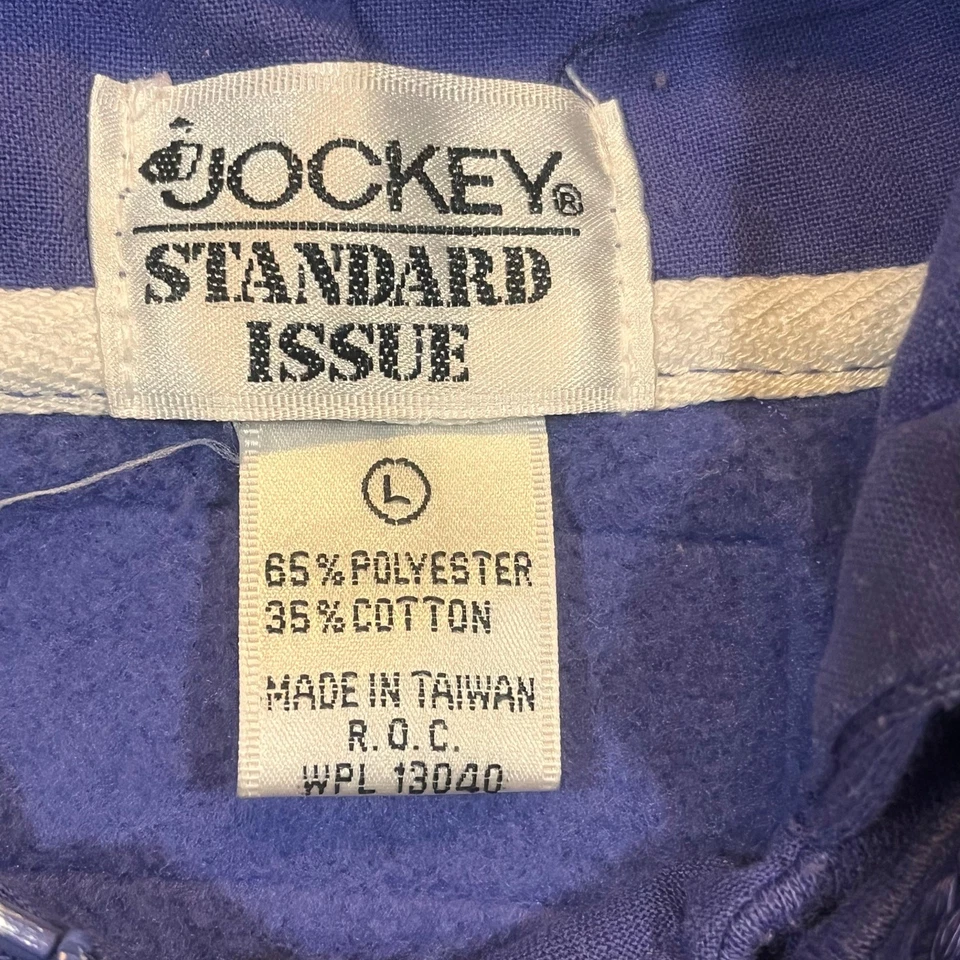 JOCKEY®
STANDARD
ISSUE
L
65% POLYESTER
35% COTTON
MADE IN TAIWAN
R.O.C.
WPL 13040